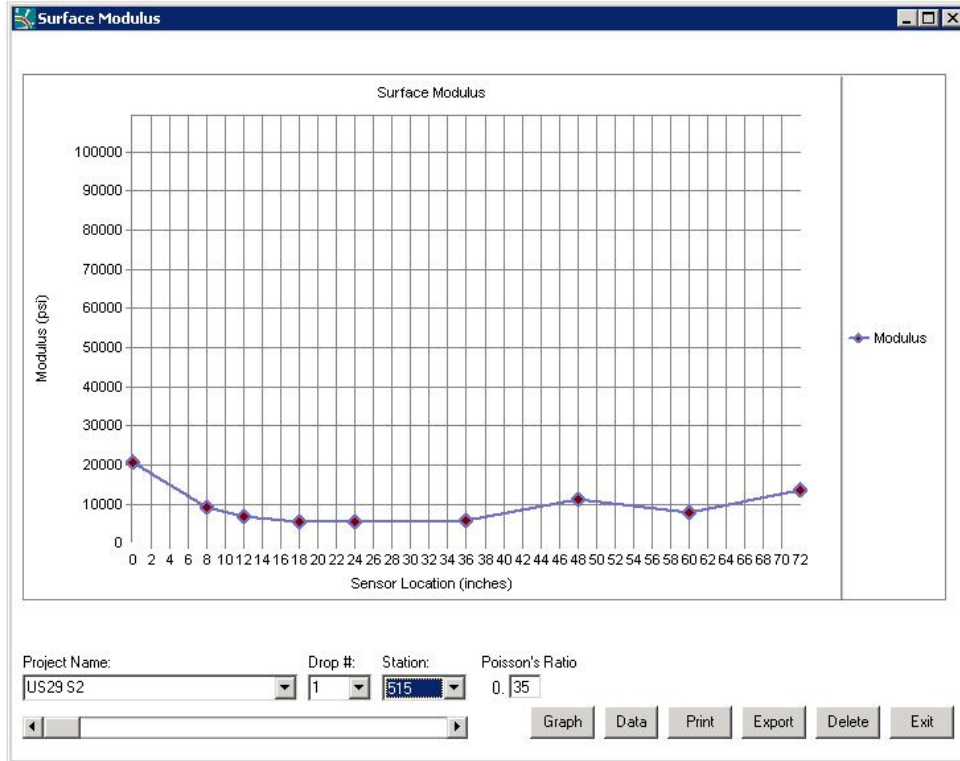 Surface Modulus
Surface Modulus
100000
90000
80000
70000
60000
50000
40000
30000
20000
10000
0
Modulus (psi)
0 2 4 6 8 10 12 14 16 18 20 22 24 26 28 30 32 34 36 38 40 42 44 46 48 50 52 54 56 58 60 62 64 66 68 70 72
Sensor Location (inches)
Modulus
Project Name: Drop #: Station: Poisson's Ratio
US29 S2 1 515 0. 35
Graph Data Print Export Delete Exit